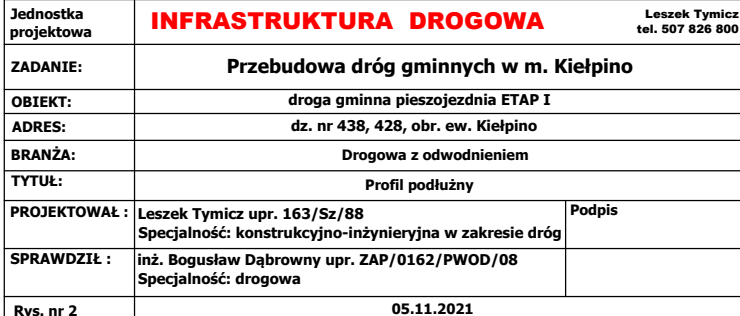 Jednostka projektowa
INFRASTRUKTURA DROGOWA
Leszek Tymicz
tel. 507 826 800
ZADANIE: Przebudowa dróg gminnych w m. Kiełpino
OBIEKT: droga gminna pieszojezdnia ETAP I
ADRES: dz. nr 438, 428, obr. ew. Kiełpino
BRANŻA: Drogowa z odwodnieniem
TYTUŁ: Profil podłużny
PROJEKTOWAŁ : Leszek Tymicz upr. 163/Sz/88 Podpis
Specjalność: konstrukcyjno-inżynieryjna w zakresie dróg
SPRAWDZIŁ : inż. Bogusław Dąbrowny upr. ZAP/0162/PWOD/08
Specjalność: drogowa
Rys. nr 2 05.11.2021